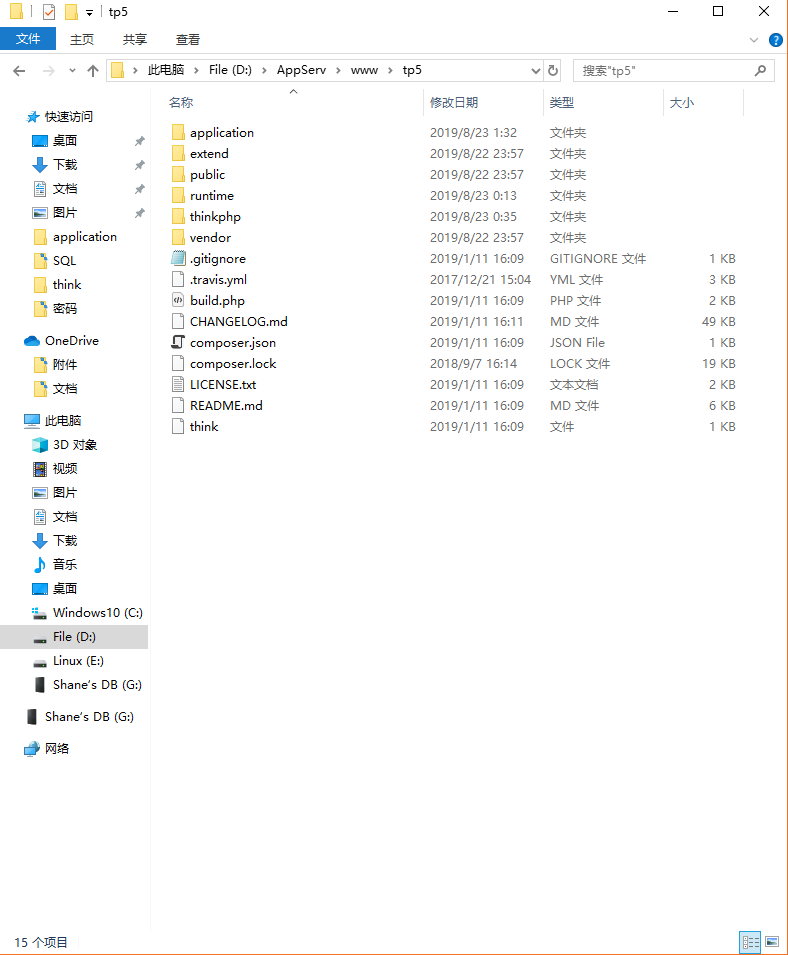 tp5
文件 主页 共享 查看
此电脑 File (D:) AppServ www tp5 搜索"tp5"
名称 修改日期 类型 大小
快速访问
桌面
下载
文档
图片
application
SQL
think
密码
OneDrive
附件
文档
此电脑
3D 对象
视频
图片
文档
下载
音乐
桌面
Windows10 (C:)
File (D:)
Linux (E:)
Shane's DB (G:)
Shane's DB (G:)
网络
application 2019/8/23 1:32 文件夹
extend 2019/8/22 23:57 文件夹
public 2019/8/22 23:57 文件夹
runtime 2019/8/23 0:13 文件夹
thinkphp 2019/8/23 0:35 文件夹
vendor 2019/8/22 23:57 文件夹
.gitignore 2019/1/11 16:09 GITIGNORE 文件 1 KB
.travis.yml 2017/12/21 15:04 YML 文件 3 KB
build.php 2019/1/11 16:09 PHP 文件 2 KB
CHANGELOG.md 2019/1/11 16:11 MD 文件 49 KB
composer.json 2019/1/11 16:09 JSON File 1 KB
composer.lock 2018/9/7 16:14 LOCK 文件 19 KB
LICENSE.txt 2019/1/11 16:09 文本文档 2 KB
README.md 2019/1/11 16:09 MD 文件 6 KB
think 2019/1/11 16:09 文件 1 KB
15 个项目